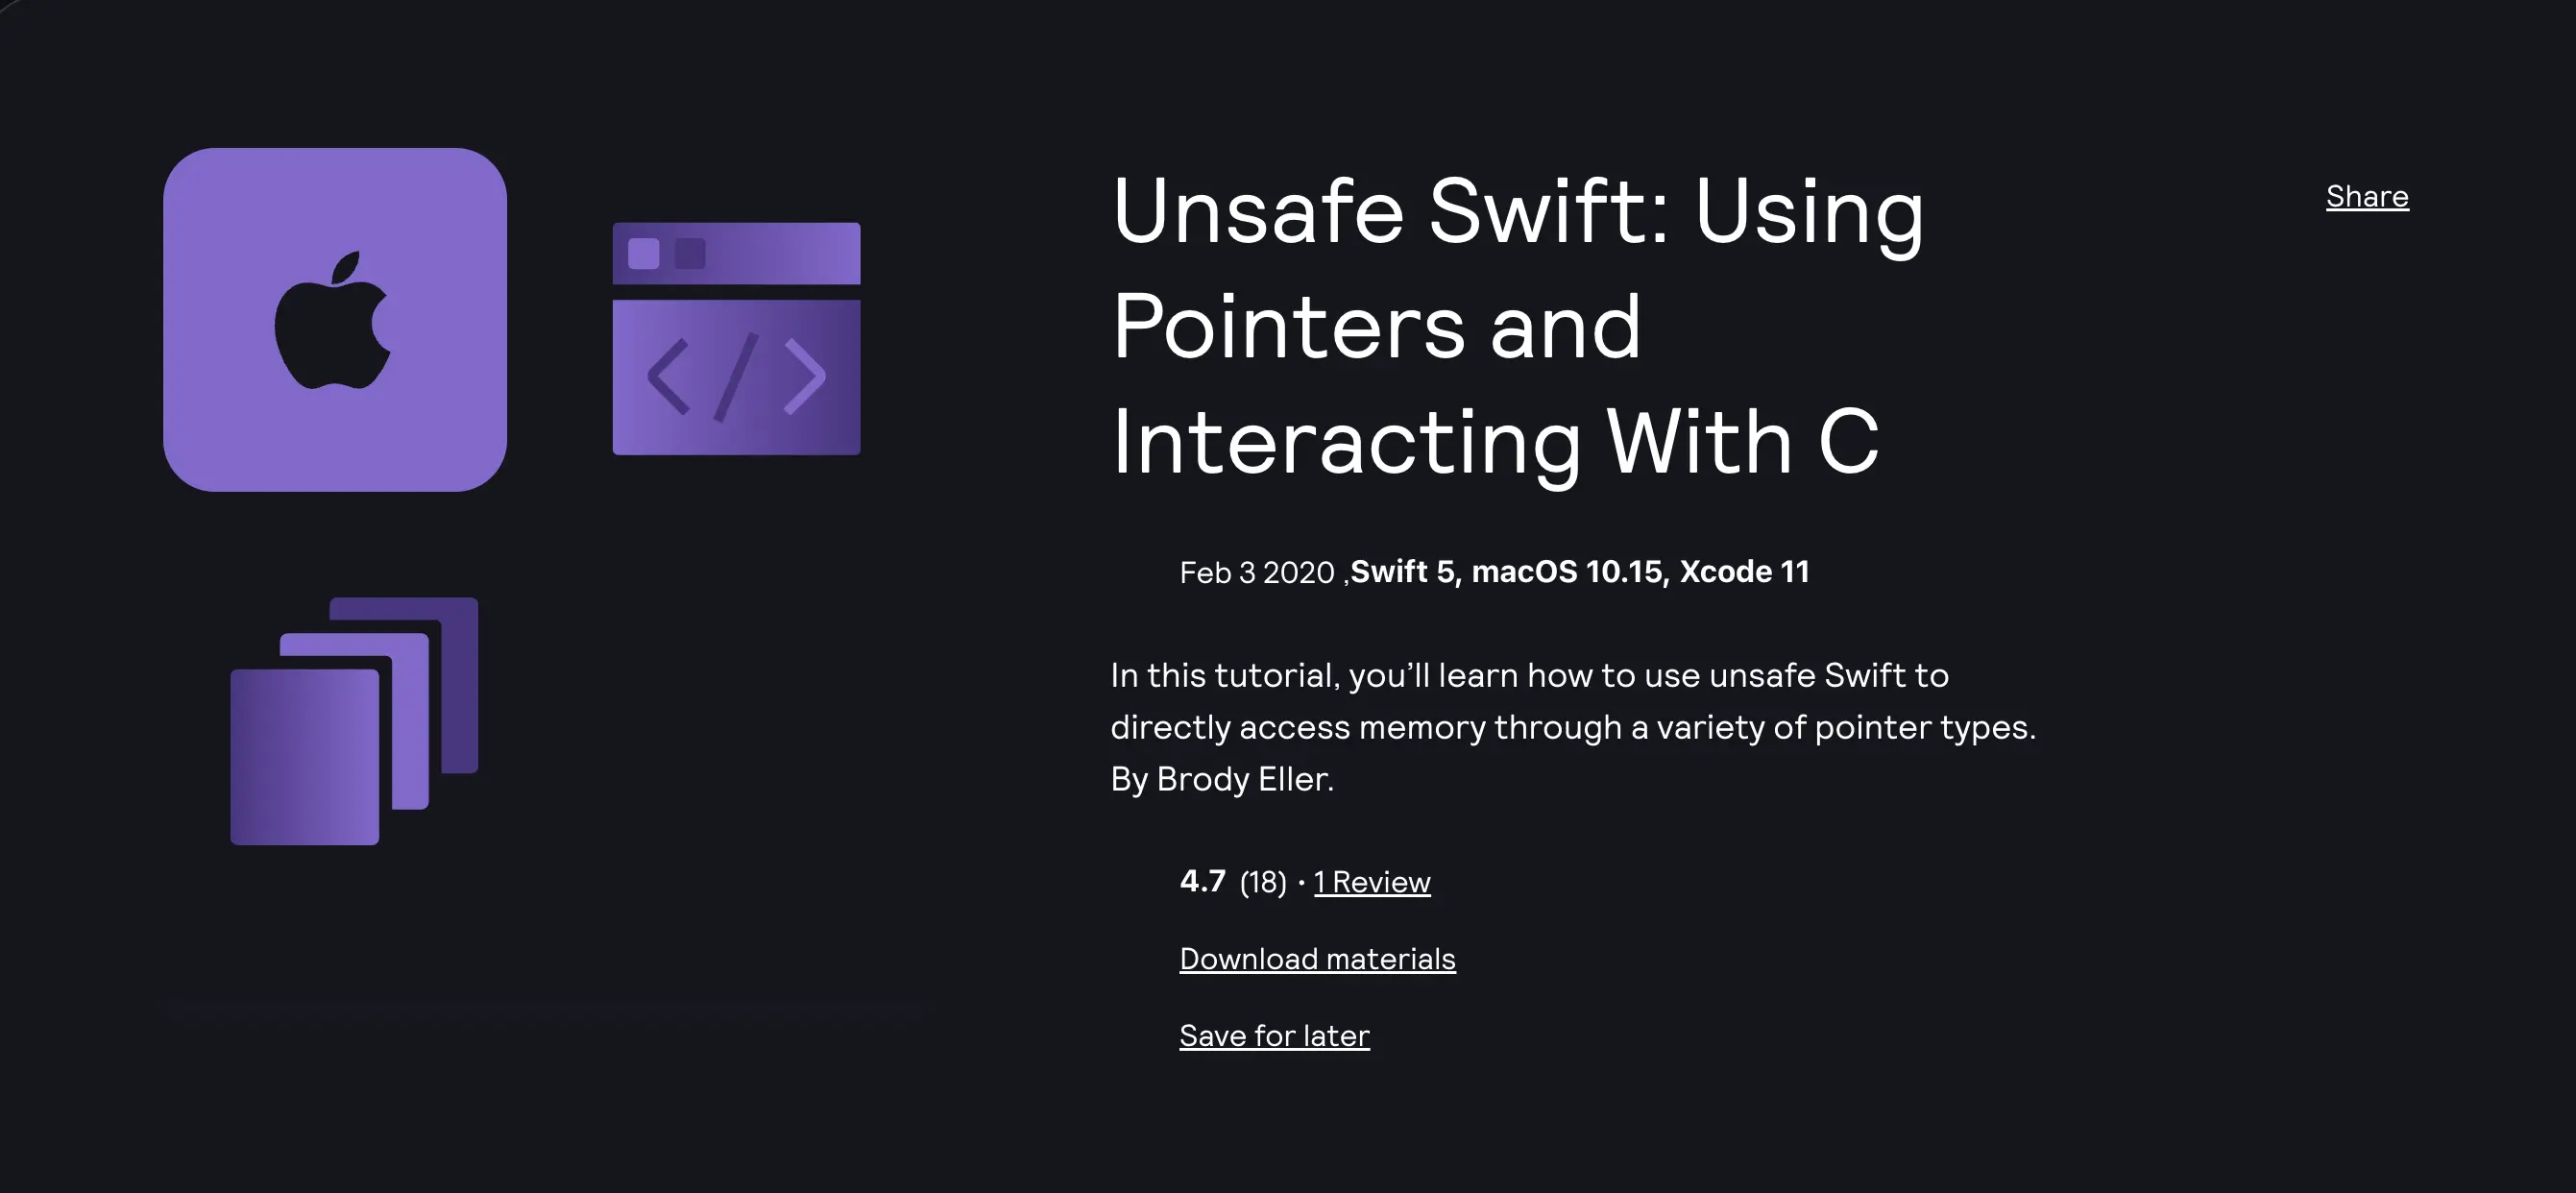 Unsafe Swift: Using
Pointers and
Interacting With C
Share
Feb 3 2020 ,Swift 5, macOS 10.15, Xcode 11
In this tutorial, you’ll learn how to use unsafe Swift to
directly access memory through a variety of pointer types.
By Brody Eller.
4.7 (18) · 1 Review
Download materials
Save for later